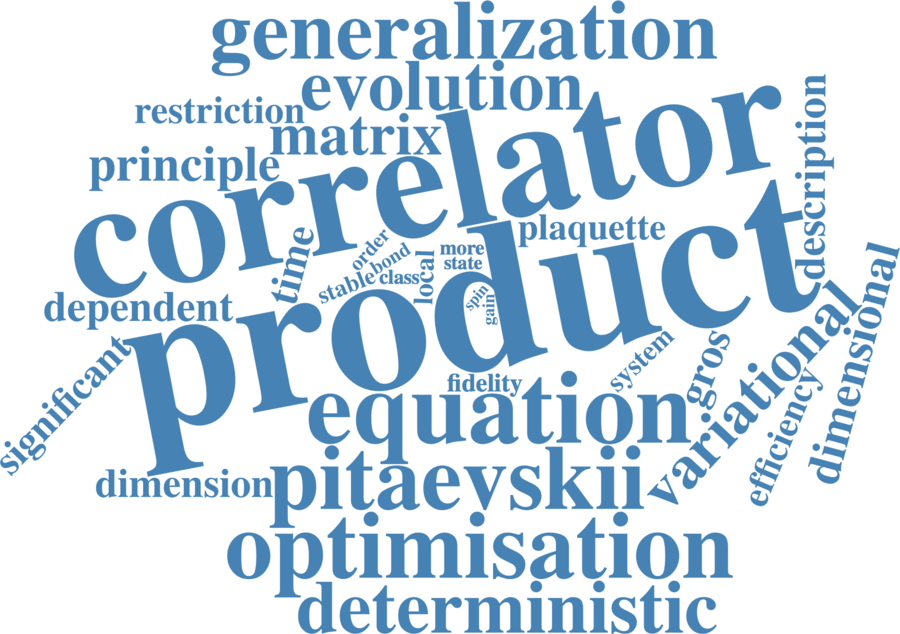 generalization
evolution
restriction
matrix
correlator
description
principle
product
plaquette
time
order
bond
more
state
local
class
stable
spin
gain
dependent
dimensional
variational
significant
system
gros
fidelity
equation
efficiency
pitaevskii
dimension
optimisation
deterministic